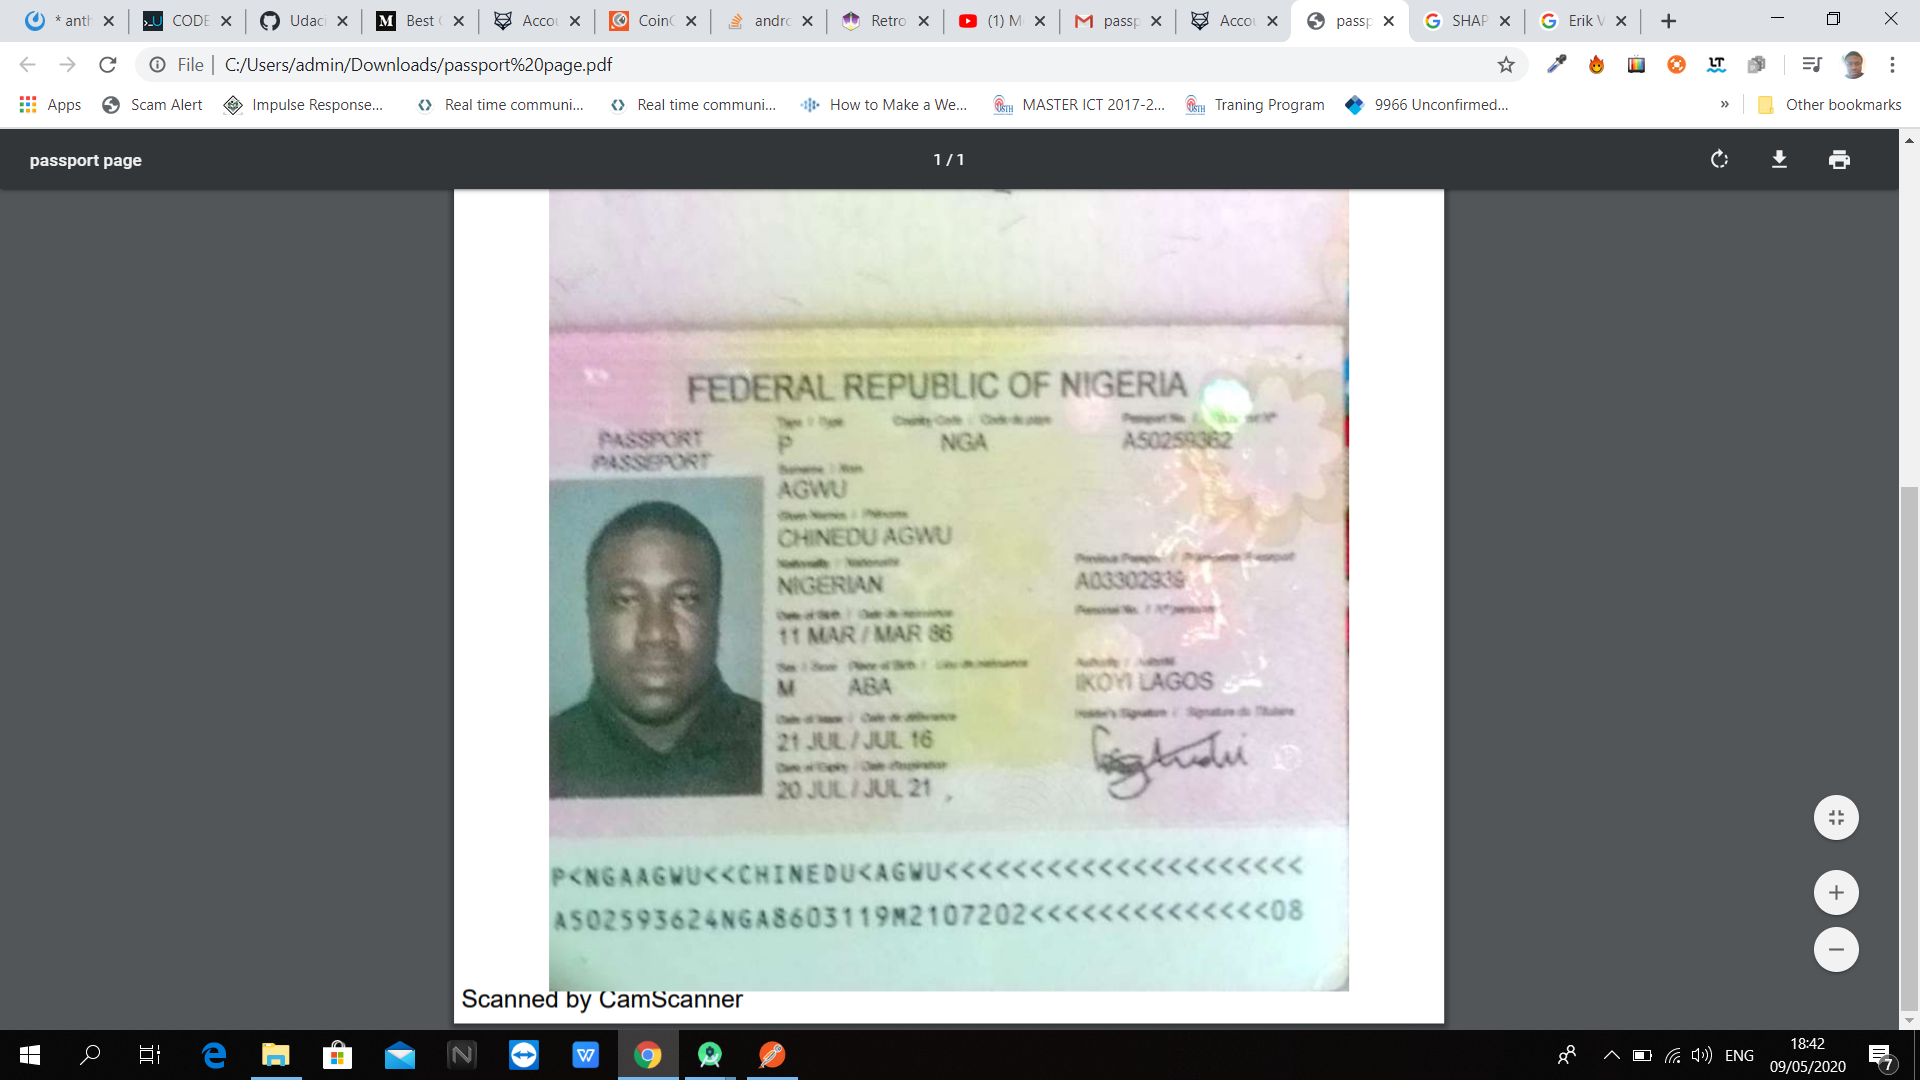 * anth
CODE
Udaci
Best
Accou
CoinG
andro
Retro
(1) M
passp
Accou
passp
SHAP
Erik V
File | C:/Users/admin/Downloads/passport%20page.pdf
Apps
Scam Alert
Impulse Response...
Real time communi...
Real time communi...
How to Make a We...
MASTER ICT 2017-2...
Traning Program
9966 Unconfirmed...
»
Other bookmarks
passport page
1 / 1
FEDERAL REPUBLIC OF NIGERIA
Type / Type
Country Code / Code du pays
Passport No. /
PASSPORT
PASSEPORT
P
NGA
A50259362
Surname / Nom
AGWU
Given Names / Prénoms
CHINEDU AGWU
Nationality / Nationalité
NIGERIAN
Previous Passport /
A03302939
Date of Birth / Date de naissance
11 MAR / MAR 86
Personal No. / N° personnel
Sex / Sexe
Place of Birth / Lieu de naissance
M
ABA
Authority / Autorité
IKOYI LAGOS
Date of Issue / Date de délivrance
21 JUL / JUL 16
Holder's Signature / Signature du Titulaire
Date of Expiry / Date d'expiration
20 JUL / JUL 21
P<NGAAGWU<<CHINEDU<AGWU<<<<<<<<<<<<<<<<<<<<<
A502593624NGA8603119M2107202<<<<<<<<<<<<<<08
Scanned by CamScanner
ENG
18:42
09/05/2020
7